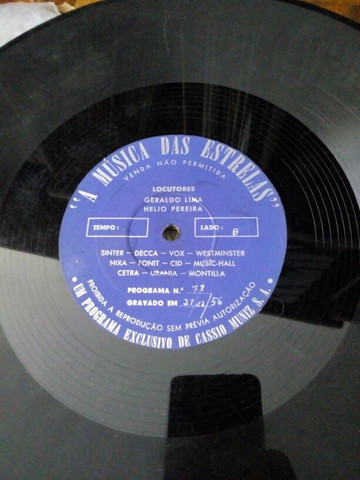 "A MÚSICA DAS ESTRELAS"
VENDA NÃO PERMITIDA
LOCUTORES
GERALDO LIMA
HELIO PEREIRA
TEMPO:
LADO: B
SINTER – DECCA – VOX – WESTMINSTER
NIXA – TONIT – CID – MUSIC-HALL
CETRA – URANIA – MONTILLA
PROGRAMA N.º
GRAVADO EM /56
PROIBIDA A REPRODUÇÃO SEM PRÉVIA AUTORIZAÇÃO
• UM PROGRAMA EXCLUSIVO DE CASSIO MUNIZ S. A. •